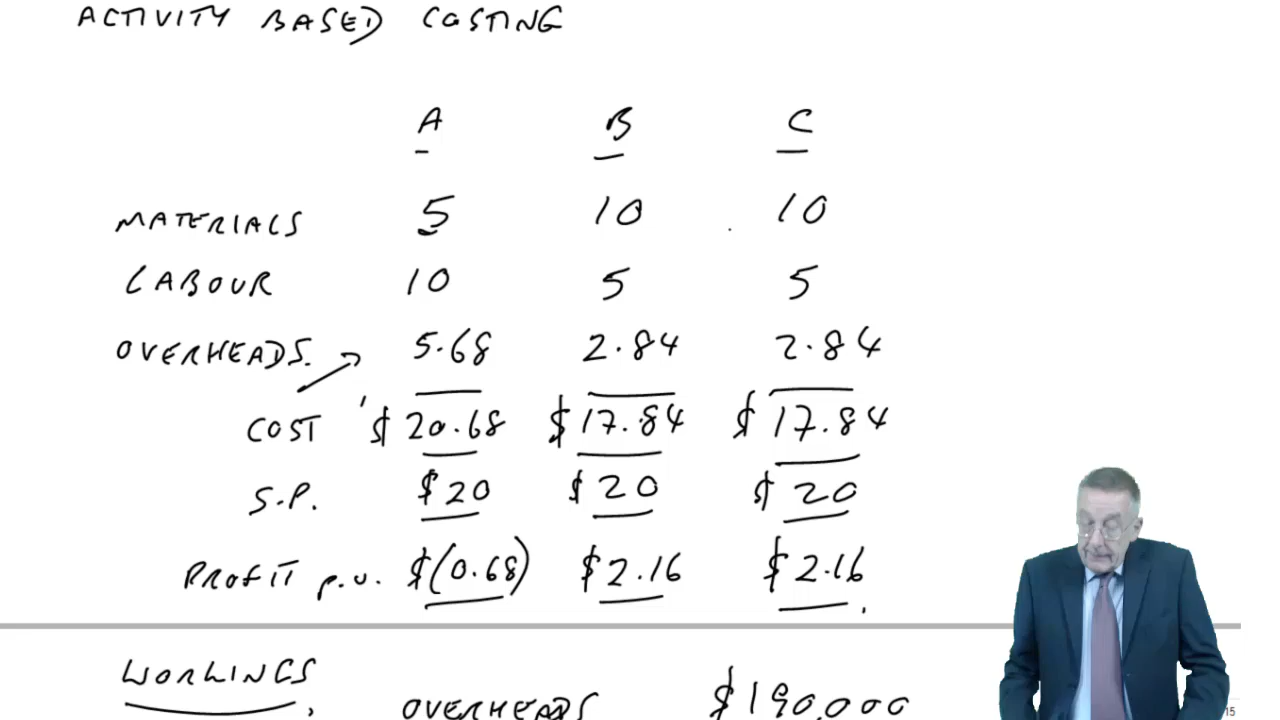 ACTIVITY BASED COSTING
A B C
MATERIALS 5 10 10
LABOUR 10 5 5
OVERHEADS. 5.68 2.84 2.84
COST $20.68 $17.84 $17.84
S.P. $20 $20 $20
PROFIT p.u. $(0.68) $2.16 $2.16
WORKINGS.
OVERHEADS $190,000
15